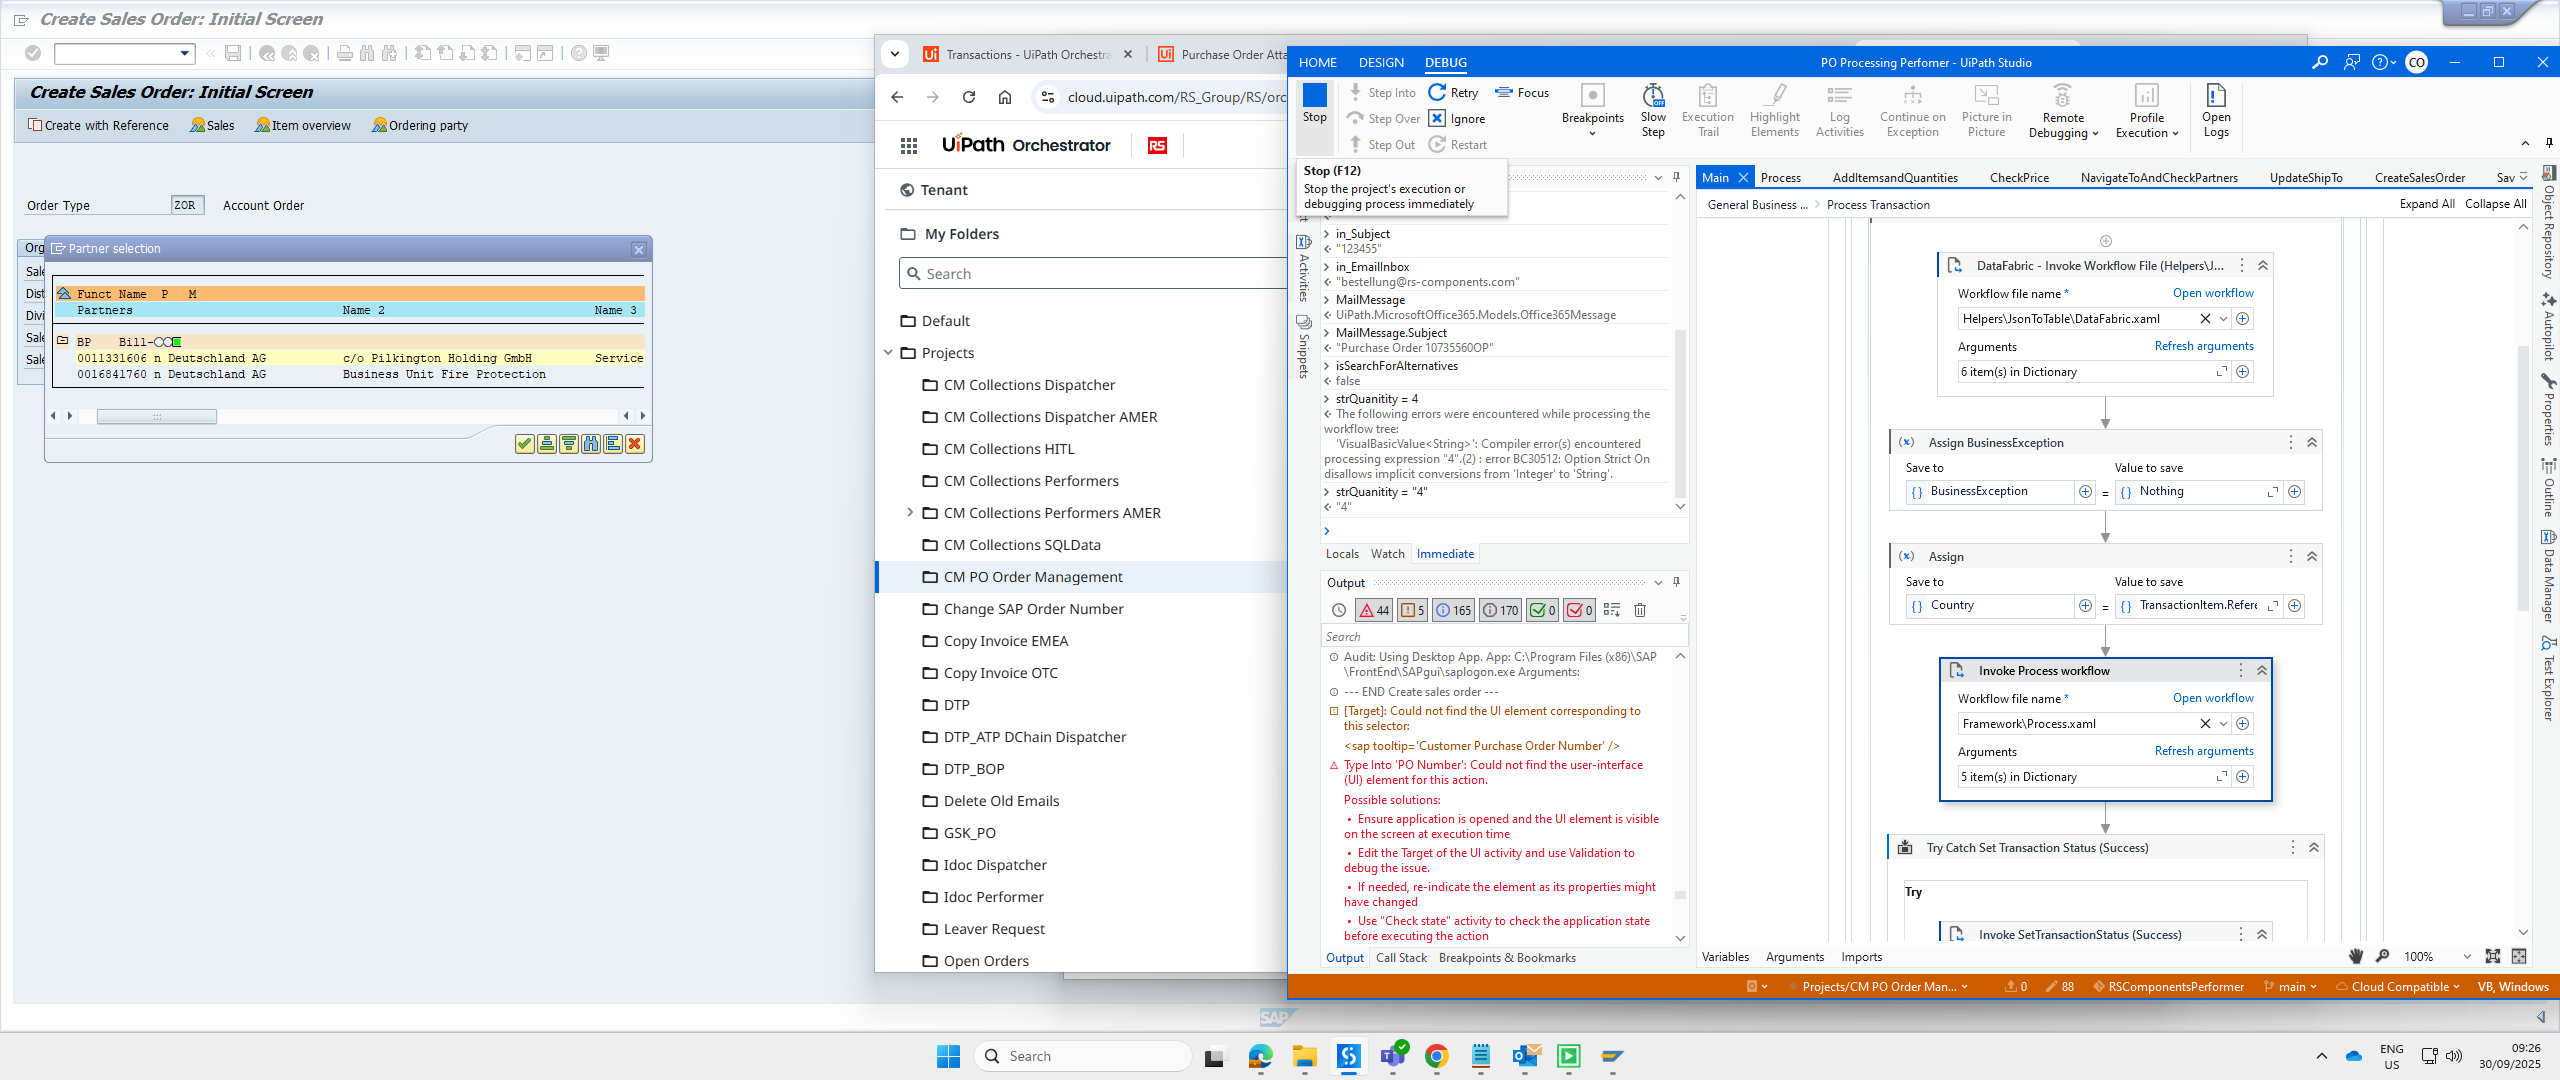 Create Sales Order: Initial Screen
Create Sales Order: Initial Screen
Create with Reference
Sales
Item overview
Ordering party
Order Type
ZOR
Account Order
Org
Sale
Dist
Divi
Sale
Sale
Partner selection
Funct Name P M
Partners Name 2 Name 3
BP Bill-
0011331606 n Deutschland AG c/o Pilkington Holding GmbH Service
0016841760 n Deutschland AG Business Unit Fire Protection
Transactions - UiPath Orchestra
Purchase Order Atta
cloud.uipath.com/RS_Group/RS/orc
UiPath Orchestrator
RS
Tenant
My Folders
Search
Default
Projects
CM Collections Dispatcher
CM Collections Dispatcher AMER
CM Collections HITL
CM Collections Performers
CM Collections Performers AMER
CM Collections SQLData
CM PO Order Management
Change SAP Order Number
Copy Invoice EMEA
Copy Invoice OTC
DTP
DTP_ATP DChain Dispatcher
DTP_BOP
Delete Old Emails
GSK_PO
Idoc Dispatcher
Idoc Performer
Leaver Request
Open Orders
HOME
DESIGN
DEBUG
PO Processing Perfomer - UiPath Studio
CO
Stop
Step Into
Step Over
Step Out
Retry
Ignore
Restart
Focus
Breakpoints
Slow Step
Execution Trail
Highlight Elements
Log Activities
Continue on Exception
Picture in Picture
Remote Debugging
Profile Execution
Open Logs
Stop (F12)
Stop the project's execution or
debugging process immediately
Activities
Snippets
in_Subject
"123455"
in_EmailInbox
"bestellung@rs-components.com"
MailMessage
UiPath.MicrosoftOffice365.Models.Office365Message
MailMessage.Subject
"Purchase Order 10735560OP"
isSearchForAlternatives
false
strQuanitity = 4
The following errors were encountered while processing the
workflow tree:
'VisualBasicValue<String>': Compiler error(s) encountered
processing expression "4".(2) : error BC30512: Option Strict On
disallows implicit conversions from 'Integer' to 'String'.
strQuanitity = "4"
"4"
Locals
Watch
Immediate
Output
44
5
165
170
0
0
Search
Audit: Using Desktop App. App: C:\Program Files (x86)\SAP
\FrontEnd\SAPgui\saplogon.exe Arguments:
--- END Create sales order ---
[Target]: Could not find the UI element corresponding to
this selector:
<sap tooltip='Customer Purchase Order Number' />
Type Into 'PO Number': Could not find the user-interface
(UI) element for this action.
Possible solutions:
• Ensure application is opened and the UI element is visible
on the screen at execution time
• Edit the Target of the UI activity and use Validation to
debug the issue.
• If needed, re-indicate the element as its properties might
have changed
• Use "Check state" activity to check the application state
before executing the action
Output
Call Stack
Breakpoints & Bookmarks
Main
Process
AddItemsandQuantities
CheckPrice
NavigateToAndCheckPartners
UpdateShipTo
CreateSalesOrder
Sav
General Business ...
Process Transaction
Expand All
Collapse All
DataFabric - Invoke Workflow File (Helpers\J...
Workflow file name *
Open workflow
Helpers\JsonToTable\DataFabric.xaml
Arguments
Refresh arguments
6 item(s) in Dictionary
Assign BusinessException
Save to
Value to save
BusinessException
=
Nothing
Assign
Save to
Value to save
Country
=
TransactionItem.Refere
Invoke Process workflow
Workflow file name *
Open workflow
Framework\Process.xaml
Arguments
Refresh arguments
5 item(s) in Dictionary
Try Catch Set Transaction Status (Success)
Try
Invoke SetTransactionStatus (Success)
Variables
Arguments
Imports
100%
Object Repository
Autopilot
Properties
Outline
Data Manager
Test Explorer
Projects/CM PO Order Man...
0
88
RSComponentsPerformer
main
Cloud Compatible
VB, Windows
SAP
Search
ENG
US
09:26
30/09/2025